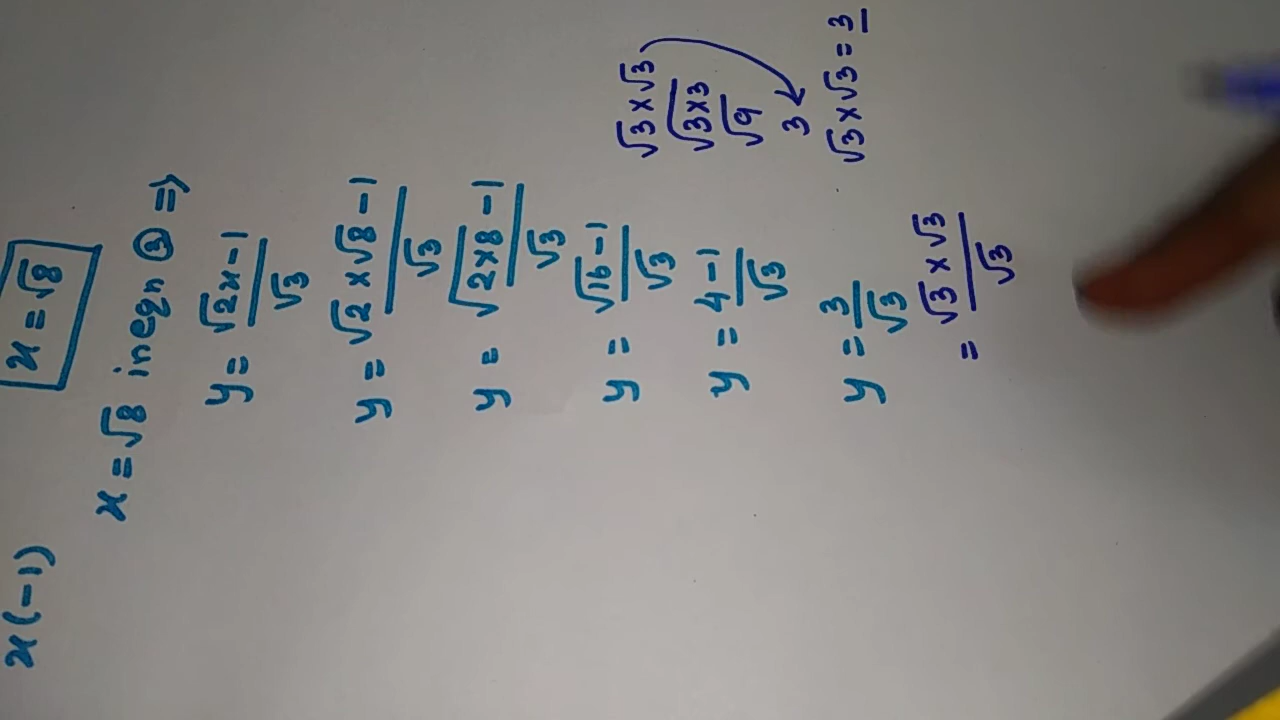 x(-1)
x = √8
x = √8 in eqn ③ ⇒
y = √2x-1/√3
y = √2 × √8 - 1/√3
y = √2×8 - 1/√3
y = √16 - 1/√3
y = 4-1/√3
y = 3/√3
= √3 × √3/√3
√3 × √3
√3×3
√9
3
√3 × √3 = 3